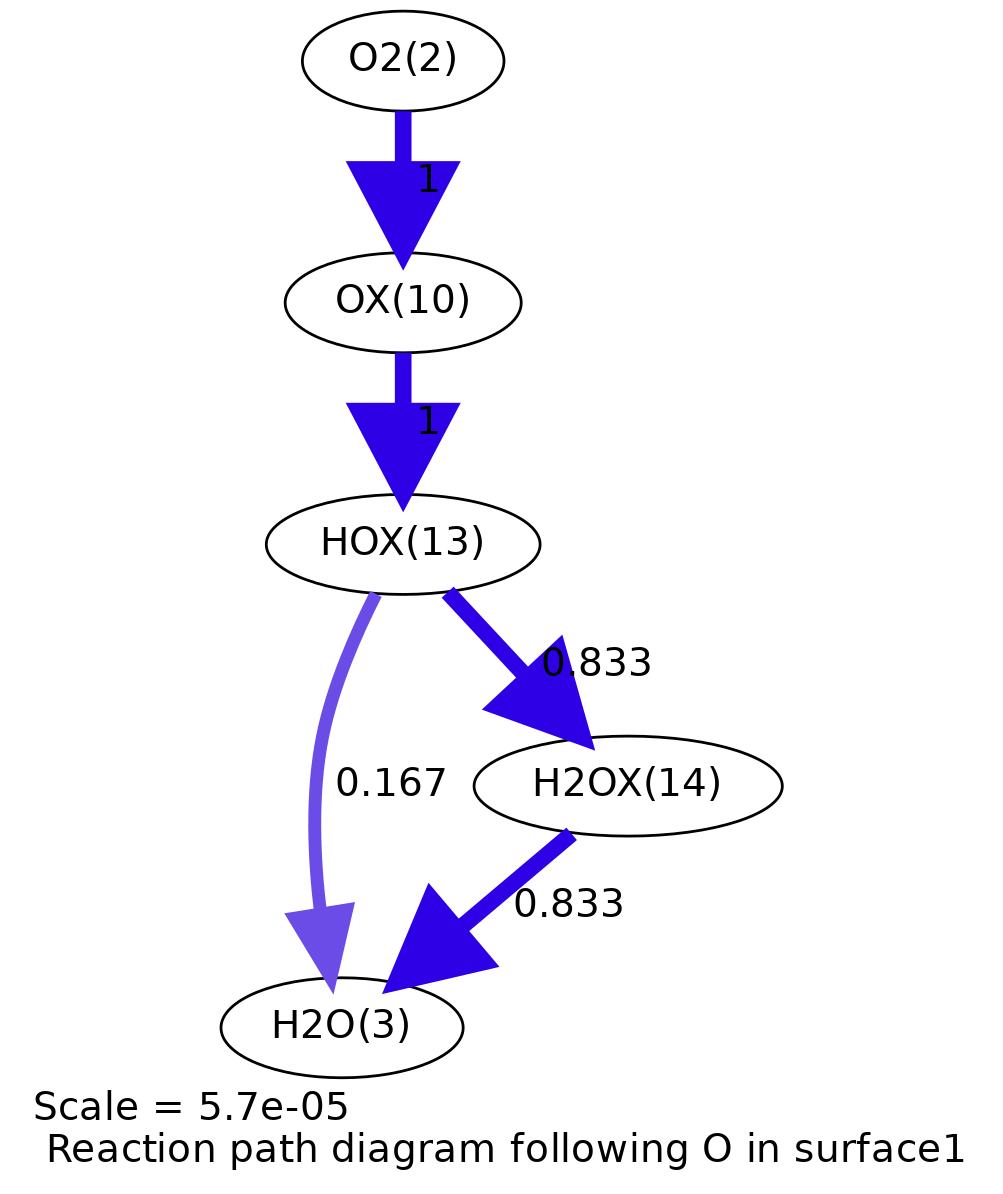 O2(2)
1
OX(10)
1
HOX(13)
0.833
0.167
H2OX(14)
0.833
H2O(3)
Scale = 5.7e-05
Reaction path diagram following O in surface1